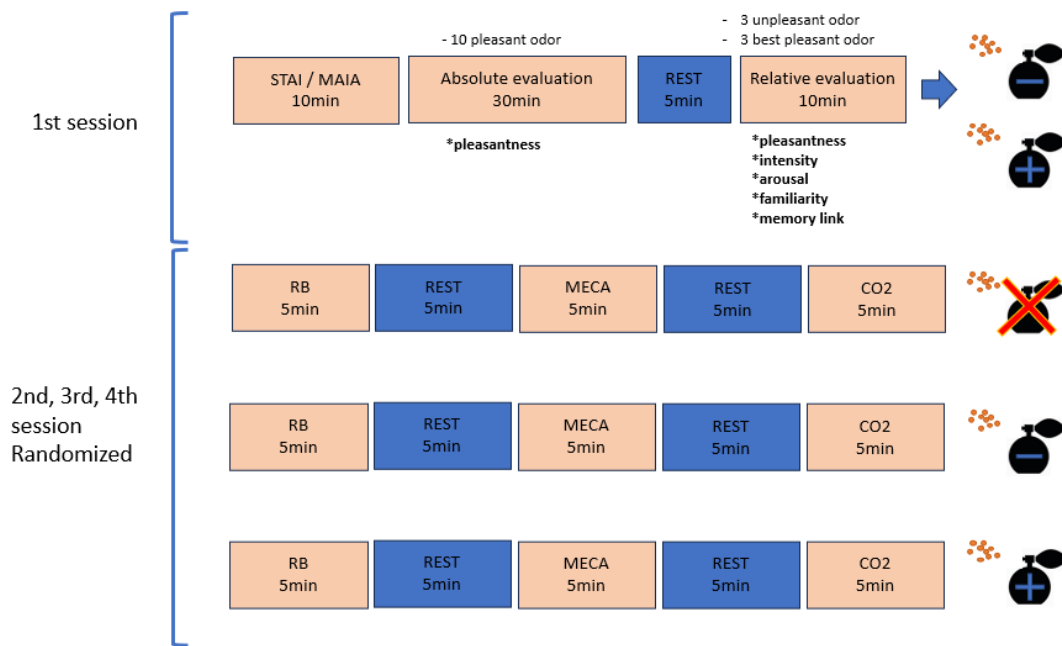 - 3 unpleasant odor
- 10 pleasant odor
- 3 best pleasant odor
STAI / MAIA
10min
Absolute evaluation
30min
REST
5min
Relative evaluation
10min
1st session
*pleasantness
*pleasantness
*intensity
*arousal
*familiarity
*memory link
RB
5min
REST
5min
MECA
5min
REST
5min
CO2
5min
2nd, 3rd, 4th
session
Randomized
RB
5min
REST
5min
MECA
5min
REST
5min
CO2
5min
RB
5min
REST
5min
MECA
5min
REST
5min
CO2
5min